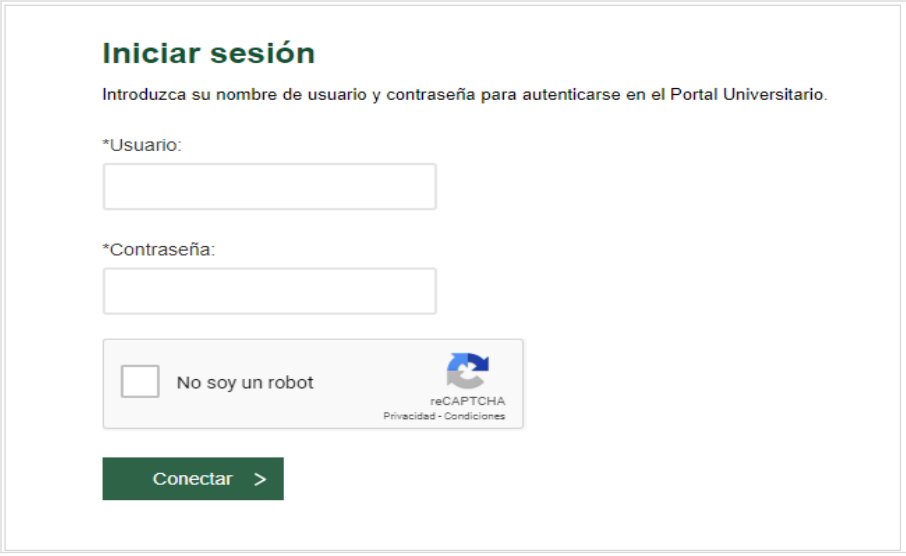 Iniciar sesión
Introduzca su nombre de usuario y contraseña para autenticarse en el Portal Universitario.
*Usuario:
*Contraseña:
No soy un robot
reCAPTCHA
Privacidad - Condiciones
Conectar >